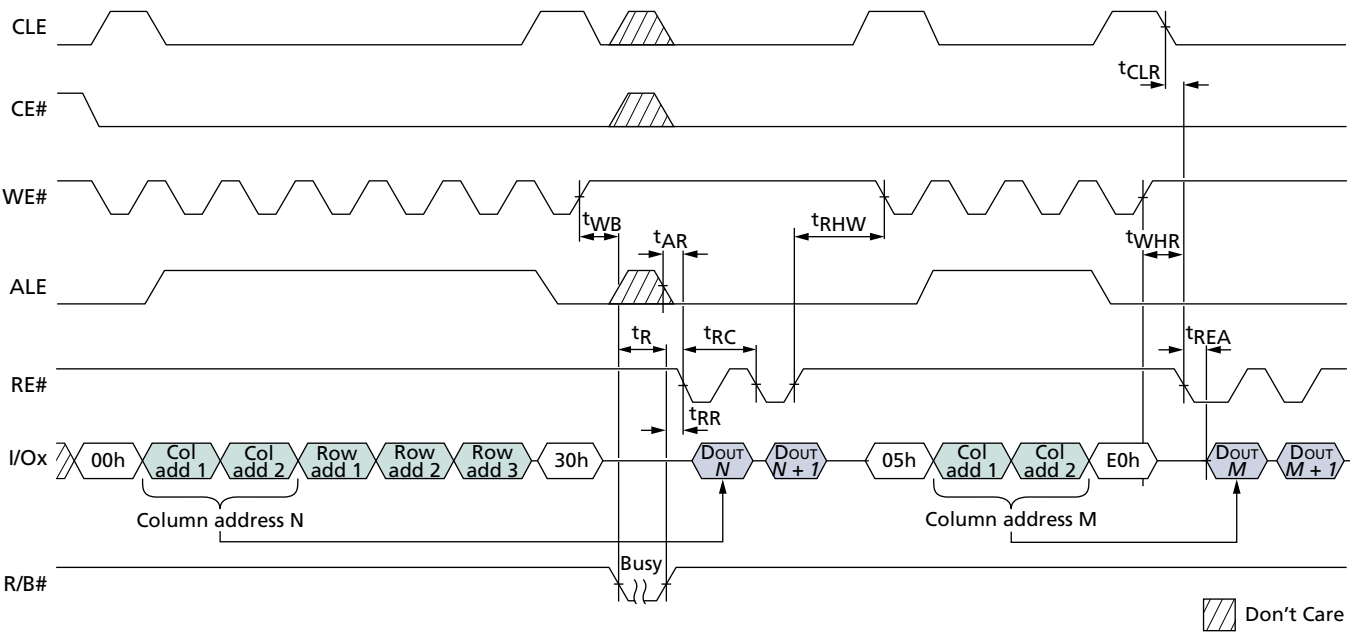 CLE
tCLR
CE#
WE#
tWB
tAR
tRHW
tWHR
ALE
tR
tRC
tREA
RE#
tRR
I/Ox
00h
Col add 1
Col add 2
Row add 1
Row add 2
Row add 3
30h
DOUT N
DOUT N + 1
05h
Col add 1
Col add 2
E0h
DOUT M
DOUT M + 1
Column address N
Column address M
Busy
R/B#
Don't Care